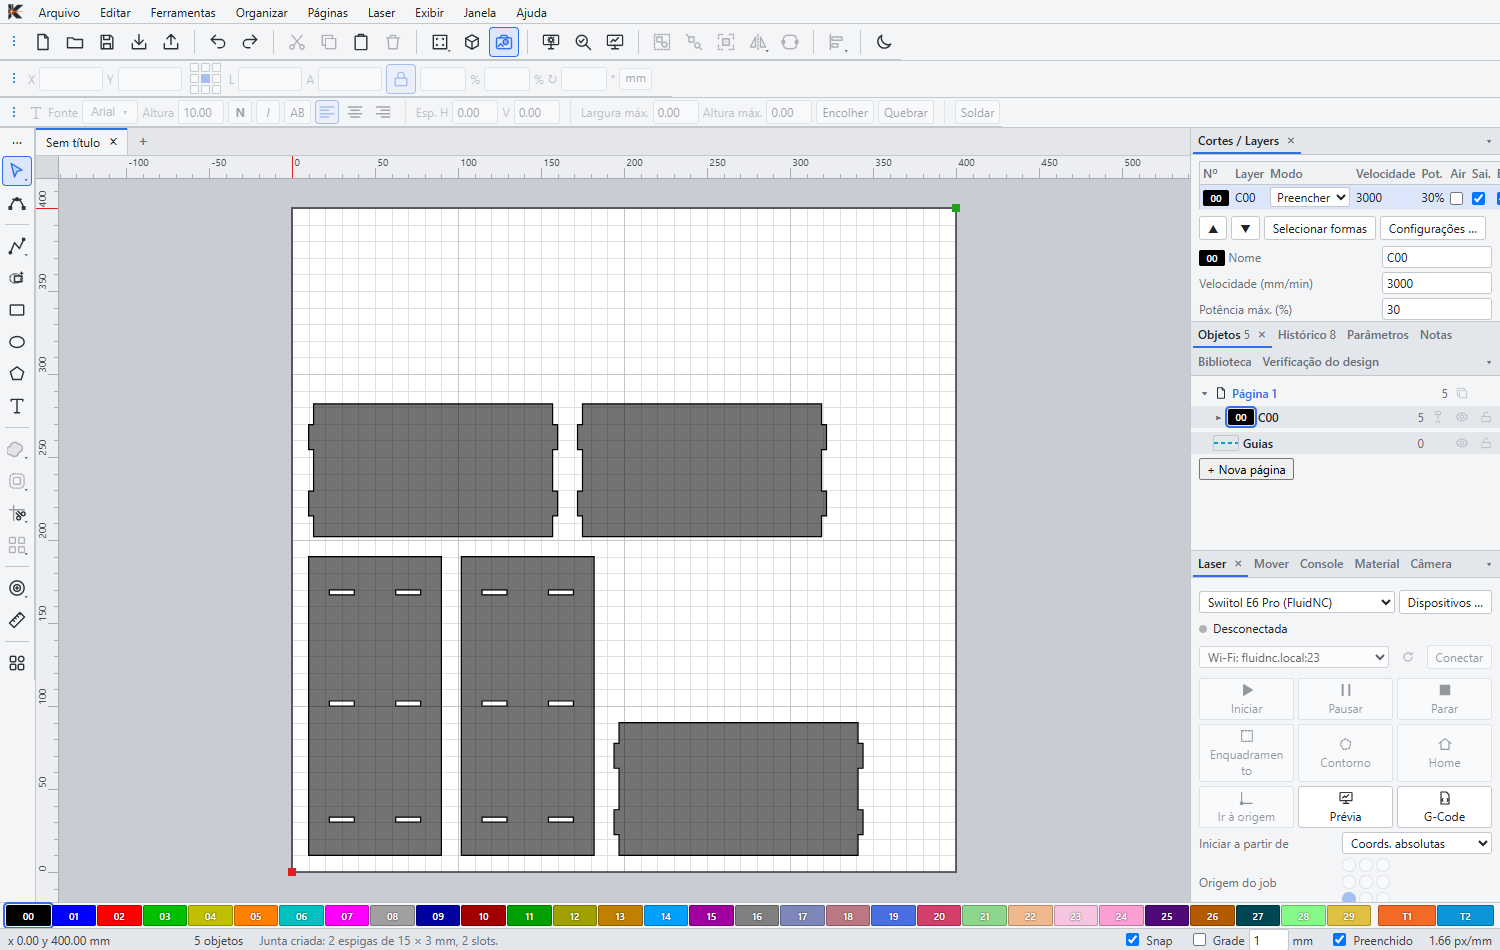 Arquivo Editar Ferramentas Organizar Páginas Laser Exibir Janela Ajuda
X Y L A % % ° mm
Fonte Arial Altura 10.00 N I AB Esp. H 0.00 V 0.00 Largura máx. 0.00 Altura máx. 0.00 Encolher Quebrar Soldar
Sem título × +
-100 -50 0 50 100 150 200 250 300 350 400 450 500
400
350
300
250
200
150
100
50
0
Cortes / Layers ×
Nº Layer Modo Velocidade Pot. Air Sai.
00 C00 Preencher 3000 30%
▲ ▼ Selecionar formas Configurações ...
00 Nome C00
Velocidade (mm/min) 3000
Potência máx. (%) 30
Objetos 5 × Histórico 8 Parâmetros Notas
Biblioteca Verificação do design
Página 1 5
00 C00 5
Guias 0
+ Nova página
Laser × Mover Console Material Câmera
Swiitol E6 Pro (FluidNC) Dispositivos ...
Desconectada
Wi-Fi: fluidnc.local:23 Conectar
Iniciar Pausar Parar
Enquadramen
to Contorno Home
Ir à origem Prévia G-Code
Iniciar a partir de Coords. absolutas
Origem do job
00 01 02 03 04 05 06 07 08 09 10 11 12 13 14 15 16 17 18 19 20 21 22 23 24 25 26 27 28 29 T1 T2
x 0.00 y 400.00 mm 5 objetos Junta criada: 2 espigas de 15 × 3 mm, 2 slots. Snap Grade 1 mm Preenchido 1.66 px/mm